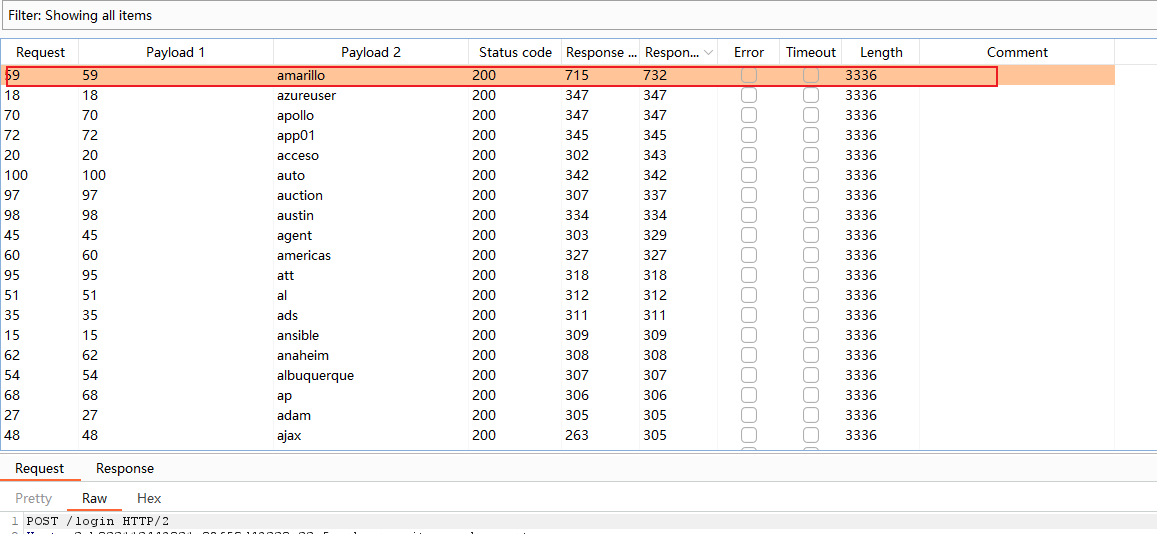 Filter: Showing all items
Request Payload 1 Payload 2 Status code Response ... Respon... Error Timeout Length Comment
59 59 amarillo 200 715 732 3336
18 18 azureuser 200 347 347 3336
70 70 apollo 200 347 347 3336
72 72 app01 200 345 345 3336
20 20 acceso 200 302 343 3336
100 100 auto 200 342 342 3336
97 97 auction 200 307 337 3336
98 98 austin 200 334 334 3336
45 45 agent 200 303 329 3336
60 60 americas 200 327 327 3336
95 95 att 200 318 318 3336
51 51 al 200 312 312 3336
35 35 ads 200 311 311 3336
15 15 ansible 200 309 309 3336
62 62 anaheim 200 308 308 3336
54 54 albuquerque 200 307 307 3336
68 68 ap 200 306 306 3336
27 27 adam 200 305 305 3336
48 48 ajax 200 263 305 3336
Request Response
Pretty Raw Hex
1 POST /login HTTP/2